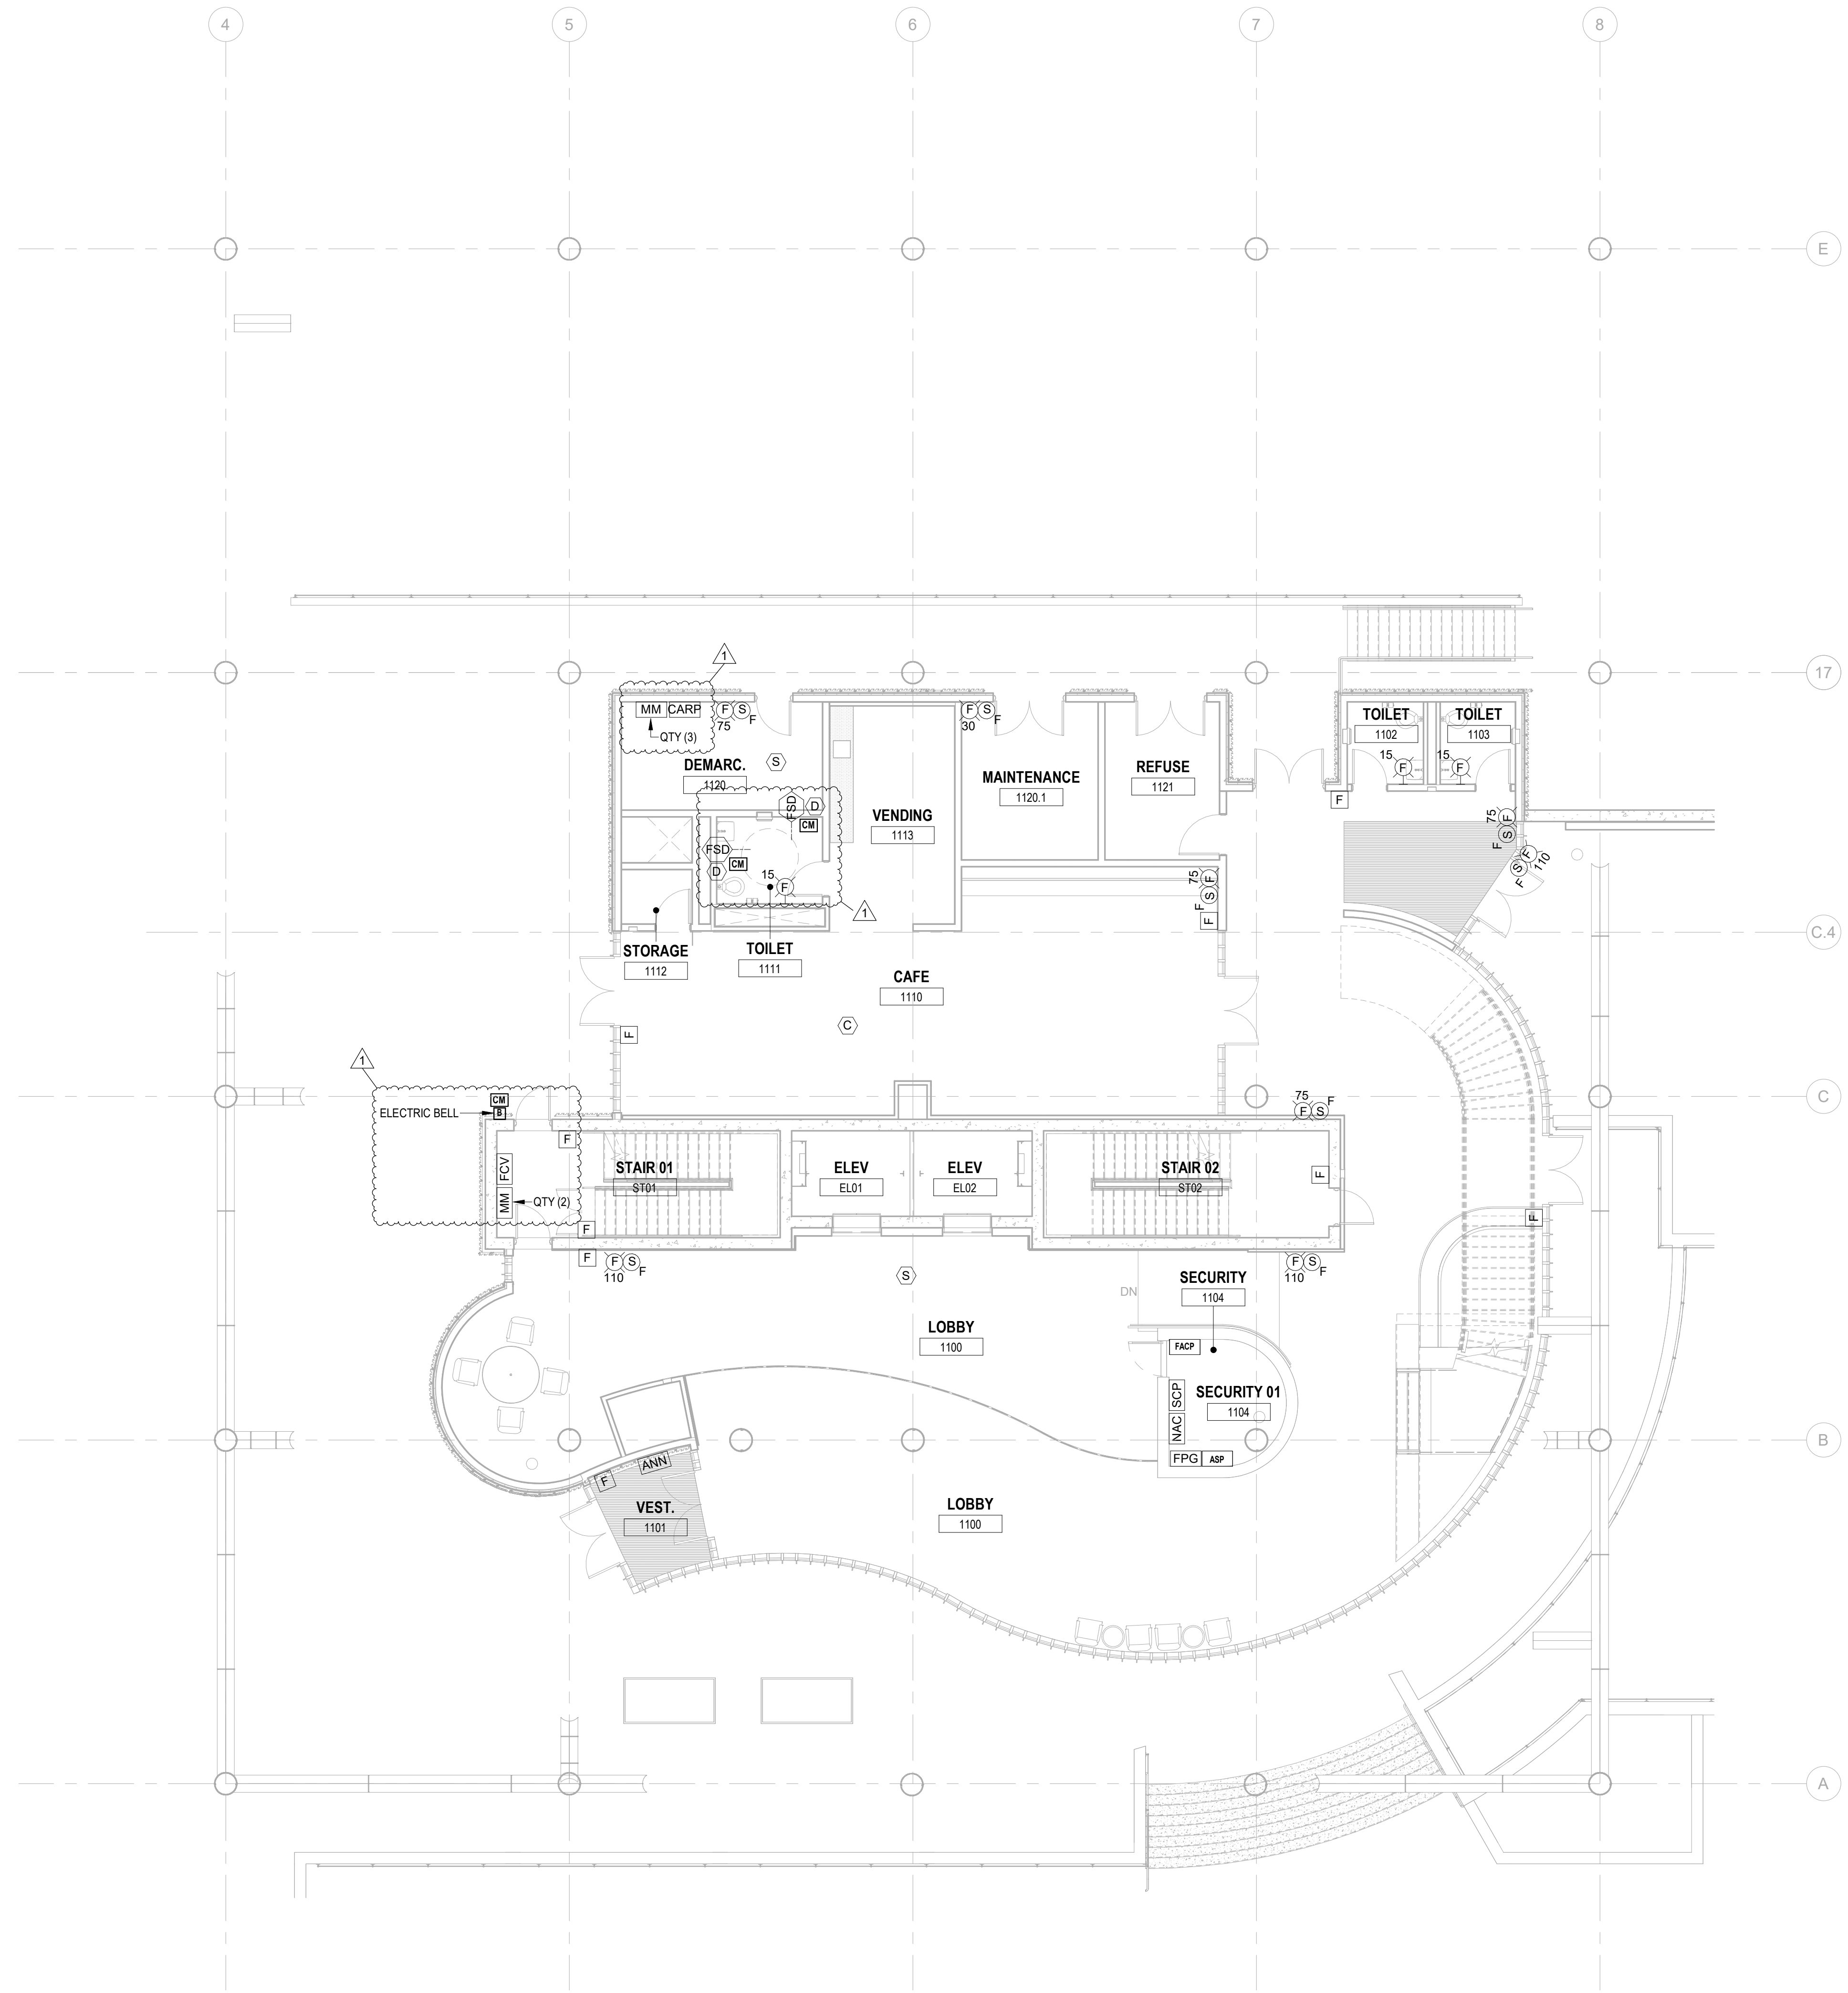 4
5
6
7
8
E
1
17
MM CARP
F S F
75
QTY (3)
F S F
30
TOILET
1102
TOILET
1103
15
F
15
F
DEMARC.
1120
S
MAINTENANCE
1120.1
REFUSE
1121
FSD
D
CM
VENDING
1113
F
75
F
S
F
F
S
F
110
FSD
CM
D
15
F
1
75
F
S
F
F
C.4
STORAGE
1112
TOILET
1111
CAFE
1110
C
F
1
CM
ELECTRIC BELL
B
75
F S F
C
F
FCV
MM
QTY (2)
STAIR 01
ST01
ELEV
EL01
ELEV
EL02
STAIR 02
ST02
F
F
F
F
F S F
110
S
F S F
110
SECURITY
1104
DN
LOBBY
1100
FACP
SCP
SECURITY 01
1104
NAC
FPG
ASP
B
F
ANN
VEST.
1101
LOBBY
1100
A